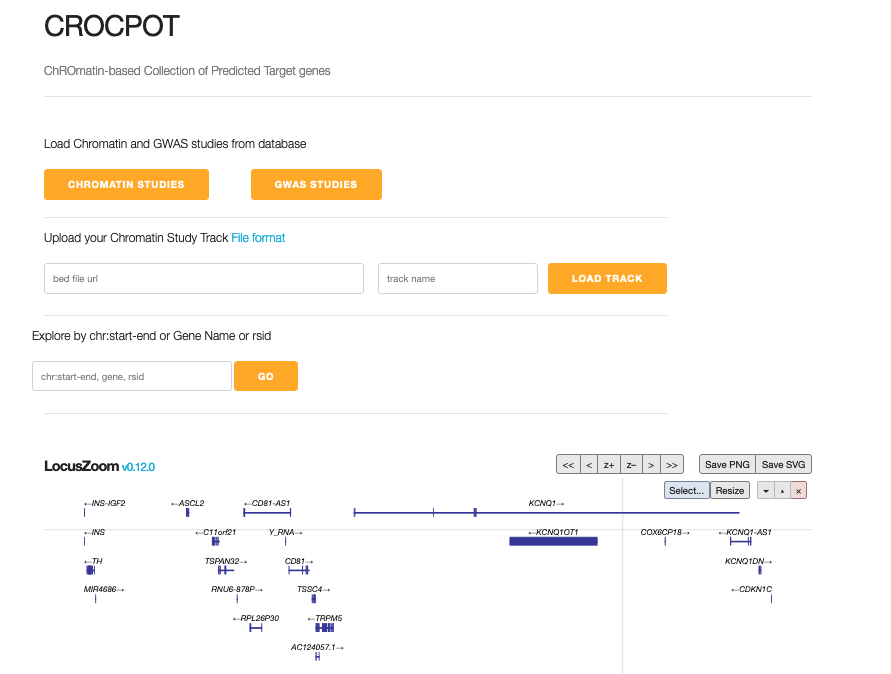 CROCPOT
ChROmatin-based Collection of Predicted Target genes
Load Chromatin and GWAS studies from database
CHROMATIN STUDIES GWAS STUDIES
Upload your Chromatin Study Track File format
bed file url track name LOAD TRACK
Explore by chr:start-end or Gene Name or rsid
chr:start-end, gene, rsid GO
LocusZoom v0.12.0 << < z+ z− > >> Save PNG Save SVG
Select... Resize ▾ ▴ ×
←INS-IGF2 ←ASCL2 ←CD81-AS1 KCNQ1→
←INS ←C11orf21 Y_RNA→ ←KCNQ1OT1 COX6CP18→ ←KCNQ1-AS1
←TH TSPAN32→ CD81→ KCNQ1DN→
MIR4686→ RNU6-878P→ TSSC4→ ←CDKN1C
←RPL26P30 ←TRPM5
AC124057.1→